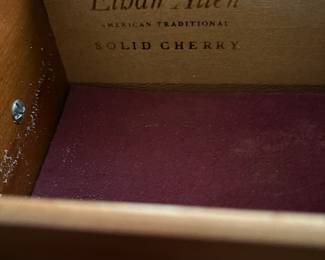 Ethan Allen
AMERICAN TRADITIONAL
SOLID CHERRY